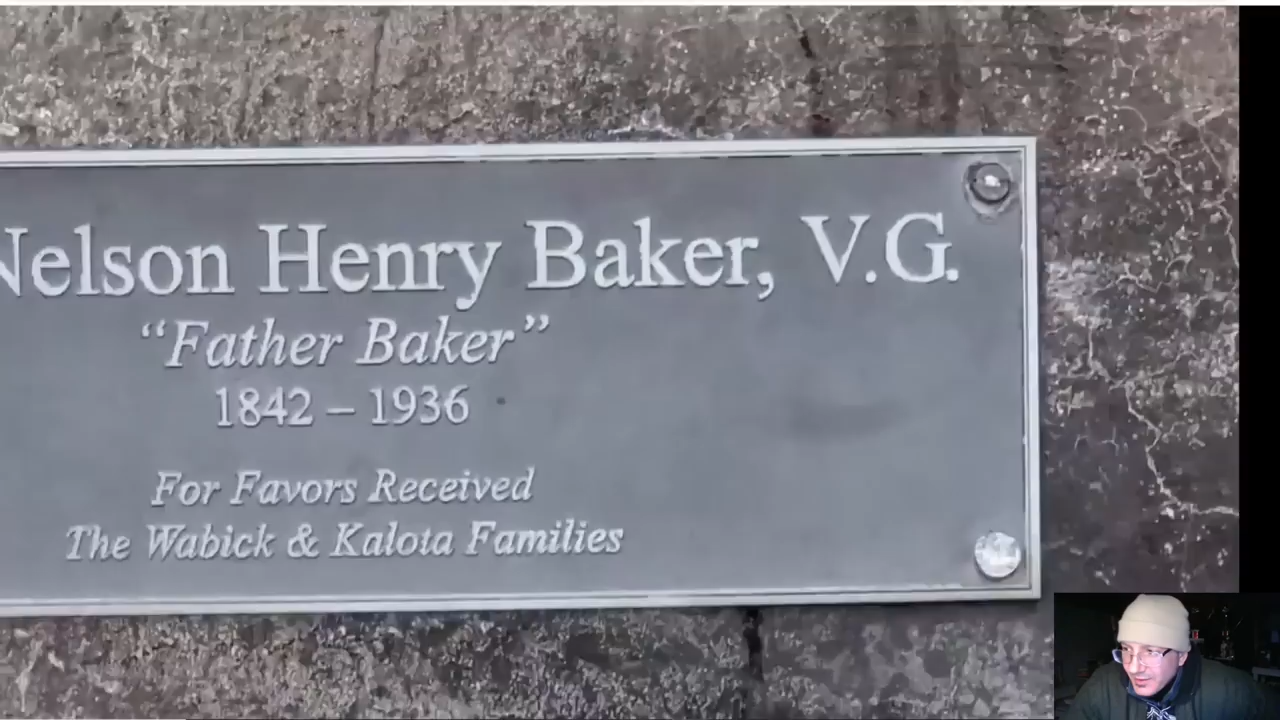 Nelson Henry Baker, V.G.
“Father Baker”
1842 – 1936
For Favors Received
The Wabick & Kalota Families